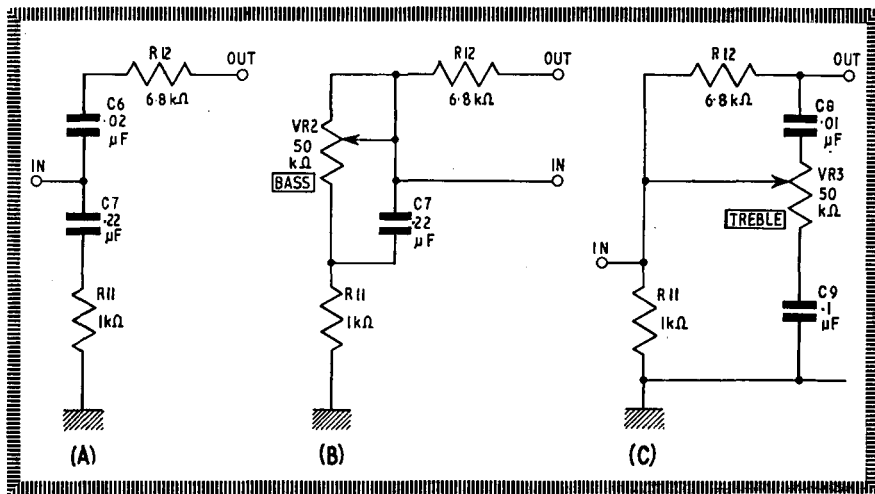 R12
6·8kΩ
OUT
C6
·02
µF
IN
C7
·22
µF
R11
1kΩ
(A)
R12
6·8kΩ
OUT
VR2
50
kΩ
BASS
IN
C7
·22
µF
R11
1kΩ
(B)
R12
6·8kΩ
OUT
C8
·01
µF
VR3
50
kΩ
TREBLE
IN
R11
1kΩ
C9
·1
µF
(C)